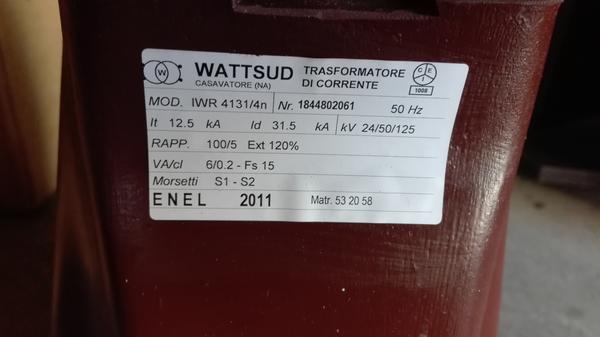 W WATTSUD TRASFORMATORE DI CORRENTE CEI
CASAVATORE (NA) 1008
MOD. IWR 4131/4n Nr. 1844802061 50 Hz
It 12.5 kA Id 31.5 kA kV 24/50/125
RAPP. 100/5 Ext 120%
VA/cl 6/0.2 - Fs 15
Morsetti S1 - S2
ENEL 2011 Matr. 53 20 58